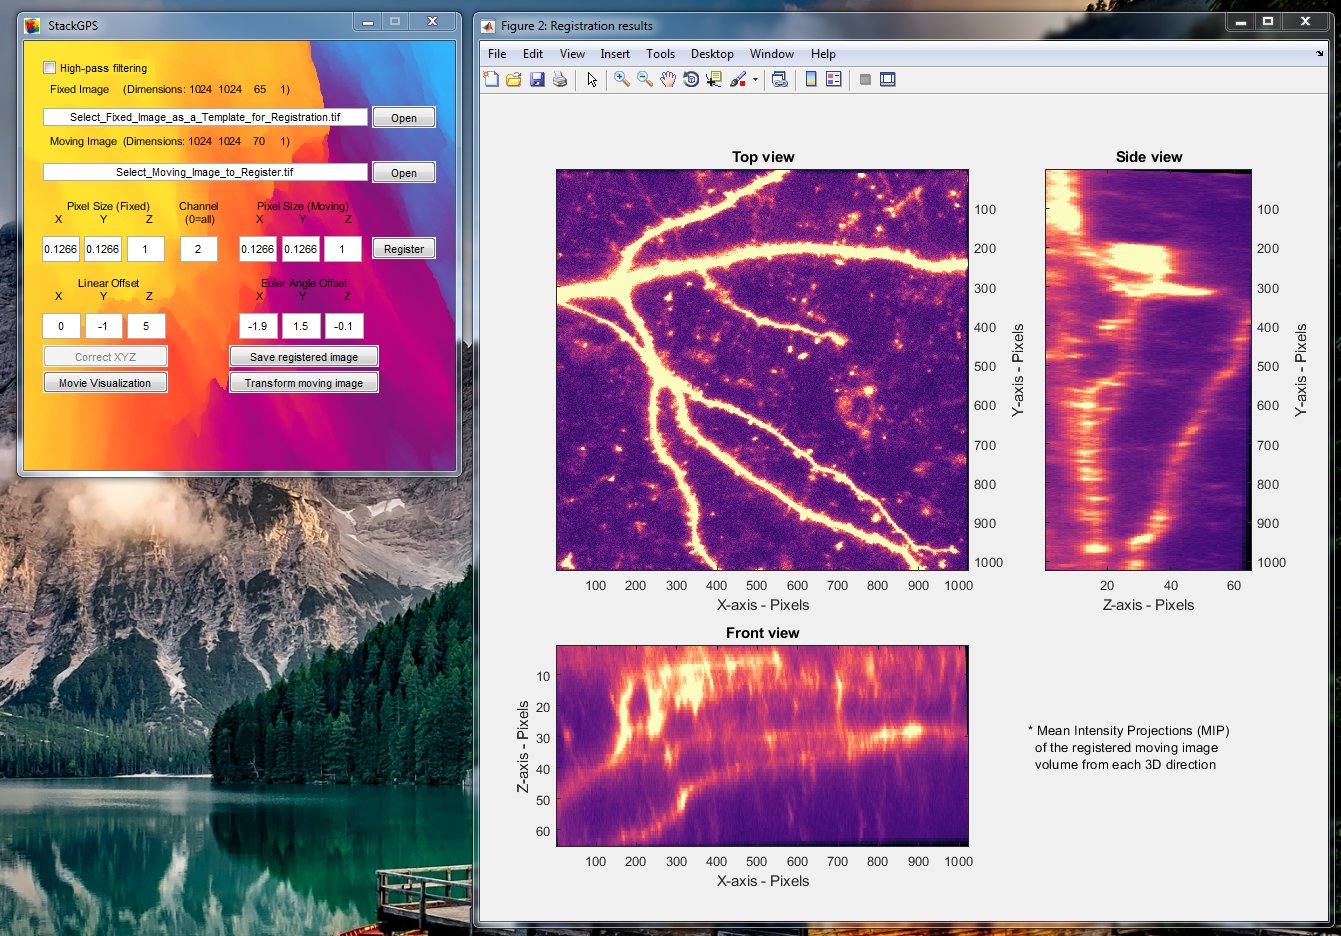 StackGPS
High-pass filtering
Fixed Image (Dimensions: 1024 1024 65 1)
Select_Fixed_Image_as_a_Template_for_Registration.tif
Open
Moving Image (Dimensions: 1024 1024 70 1)
Select_Moving_Image_to_Register.tif
Open
Pixel Size (Fixed)
X Y Z
Channel
(0=all)
Pixel Size (Moving)
X Y Z
0.1266 0.1266 1 2 0.1266 0.1266 1 Register
Linear Offset
X Y Z
Euler Angle Offset
X Y Z
0 -1 5 -1.9 1.5 -0.1
Correct XYZ
Save registered image
Movie Visualization
Transform moving image
Figure 2: Registration results
File Edit View Insert Tools Desktop Window Help
Top view
100
200
300
400
500
600
700
800
900
1000
Y-axis - Pixels
100 200 300 400 500 600 700 800 900 1000
X-axis - Pixels
Side view
100
200
300
400
500
600
700
800
900
1000
Y-axis - Pixels
20 40 60
Z-axis - Pixels
Front view
10
20
30
40
50
60
Z-axis - Pixels
100 200 300 400 500 600 700 800 900 1000
X-axis - Pixels
* Mean Intensity Projections (MIP)
of the registered moving image
volume from each 3D direction